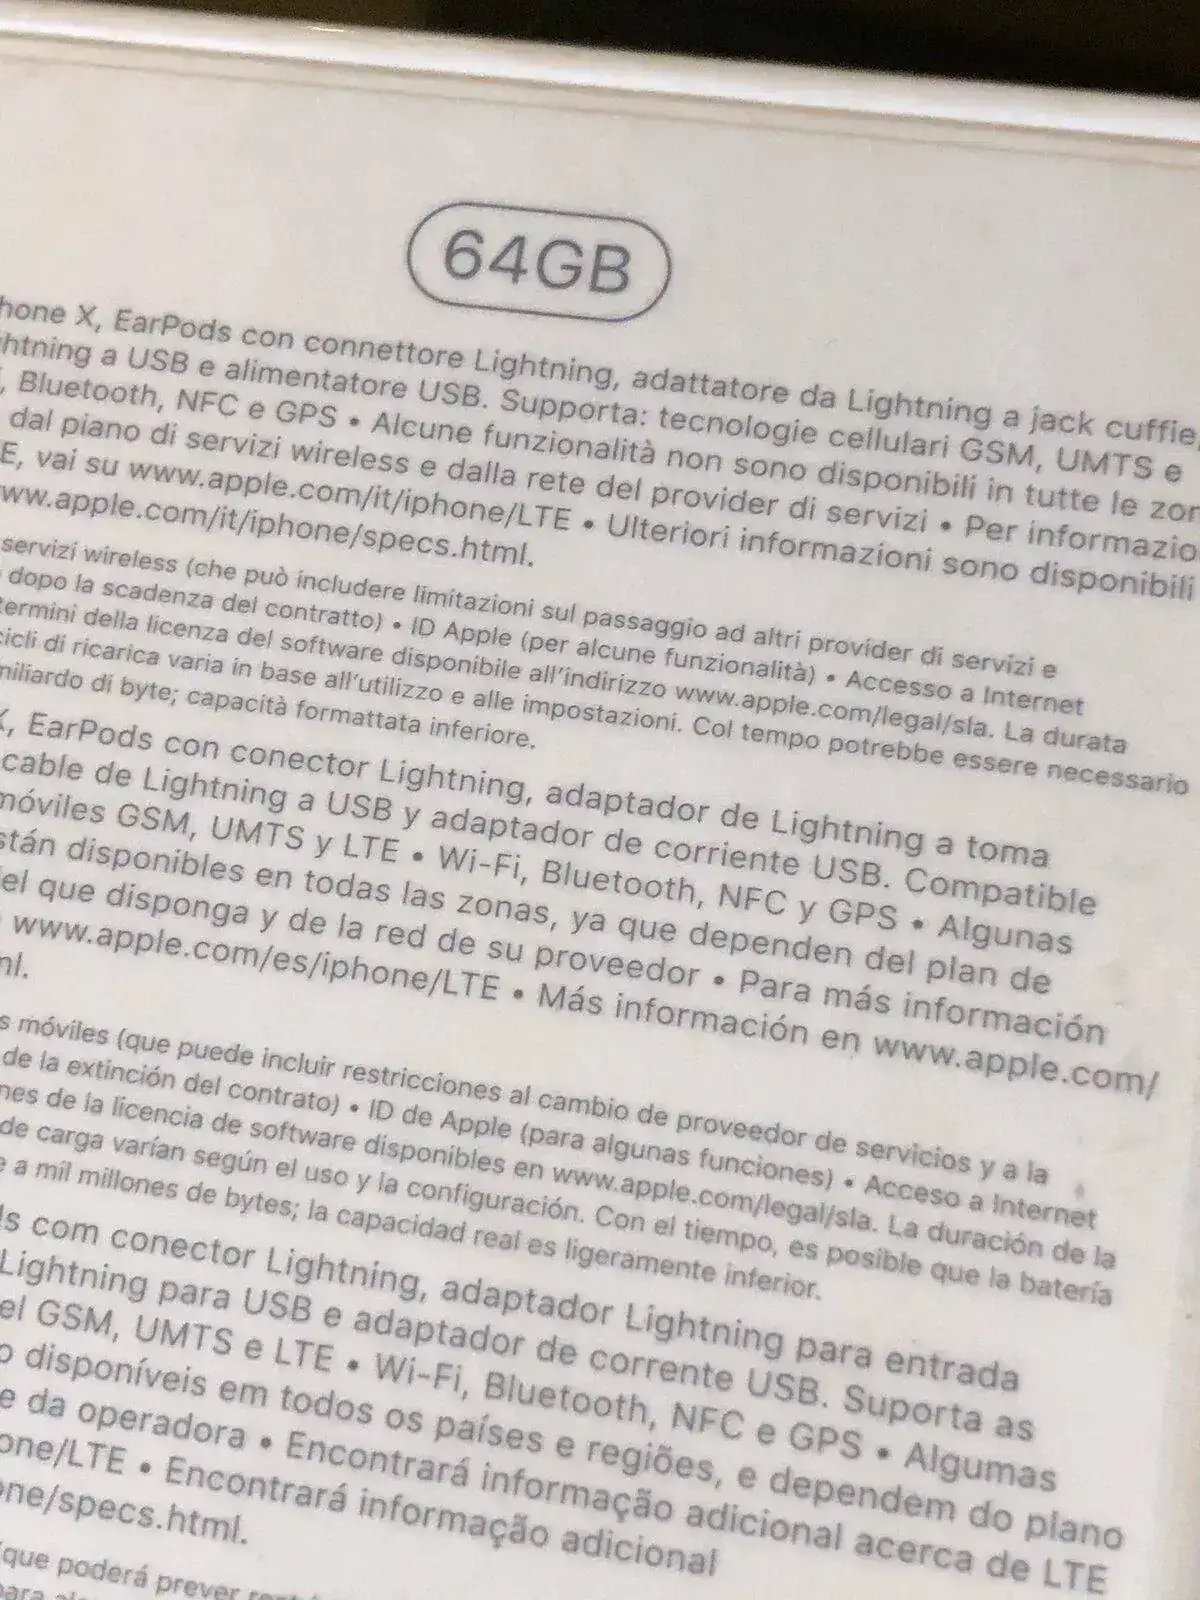 64GB
hone X, EarPods con connettore Lightning, adattatore da Lightning a jack cuffie,
htning a USB e alimentatore USB. Supporta: tecnologie cellulari GSM, UMTS e
, Bluetooth, NFC e GPS • Alcune funzionalità non sono disponibili in tutte le zon
dal piano di servizi wireless e dalla rete del provider di servizi • Per informazio
E, vai su www.apple.com/it/iphone/LTE • Ulteriori informazioni sono disponibili
ww.apple.com/it/iphone/specs.html.
servizi wireless (che può includere limitazioni sul passaggio ad altri provider di servizi e
dopo la scadenza del contratto) • ID Apple (per alcune funzionalità) • Accesso a Internet
termini della licenza del software disponibile all'indirizzo www.apple.com/legal/sla. La durata
cicli di ricarica varia in base all'utilizzo e alle impostazioni. Col tempo potrebbe essere necessario
miliardo di byte; capacità formattata inferiore.
X, EarPods con conector Lightning, adaptador de Lightning a toma
cable de Lightning a USB y adaptador de corriente USB. Compatible
móviles GSM, UMTS y LTE • Wi-Fi, Bluetooth, NFC y GPS • Algunas
stán disponibles en todas las zonas, ya que dependen del plan de
el que disponga y de la red de su proveedor • Para más información
www.apple.com/es/iphone/LTE • Más información en www.apple.com/
ml.
s móviles (que puede incluir restricciones al cambio de proveedor de servicios y a la
de la extinción del contrato) • ID de Apple (para algunas funciones) • Acceso a Internet
nes de la licencia de software disponibles en www.apple.com/legal/sla. La duración de la
de carga varían según el uso y la configuración. Con el tiempo, es posible que la batería
e a mil millones de bytes; la capacidad real es ligeramente inferior.
ds com conector Lightning, adaptador Lightning para entrada
Lightning para USB e adaptador de corrente USB. Suporta as
el GSM, UMTS e LTE • Wi-Fi, Bluetooth, NFC e GPS • Algumas
o disponíveis em todos os países e regiões, e dependem do plano
e da operadora • Encontrará informação adicional acerca de LTE
one/LTE • Encontrará informação adicional
one/specs.html.
(que poderá prever
para